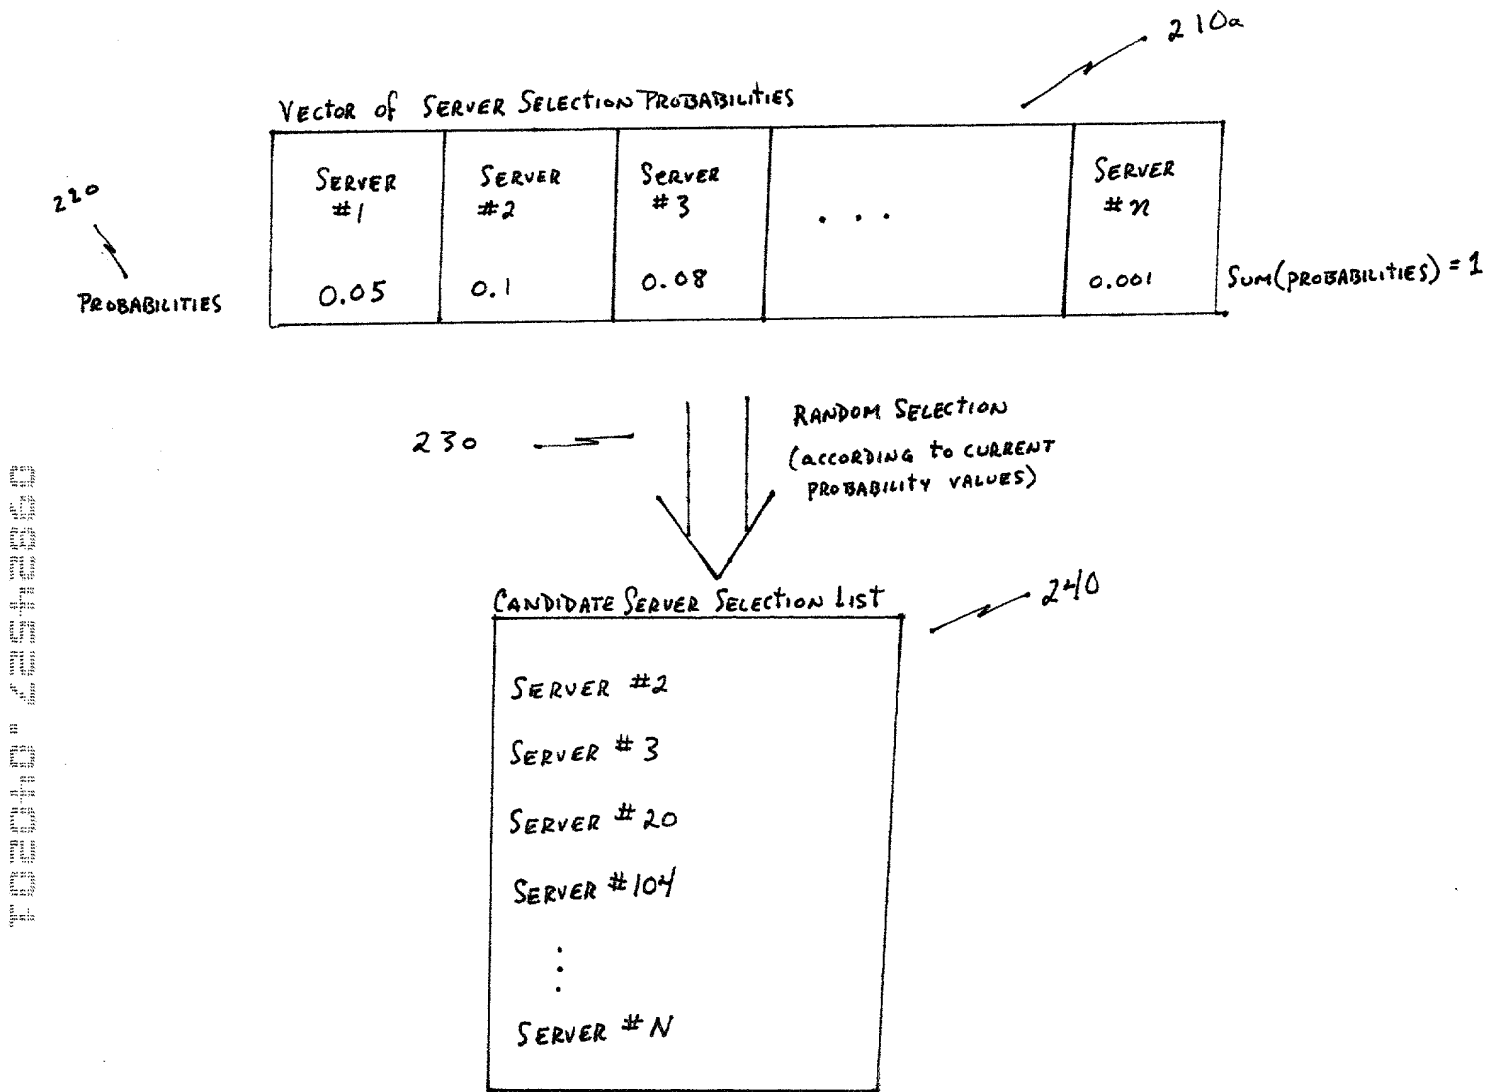 210a
Vector of Server Selection Probabilities
220
Probabilities
Server #1
0.05
Server #2
0.1
Server #3
0.08
. . .
Server #n
0.001
Sum(probabilities) = 1
230
Random Selection
(according to current
probability values)
Candidate Server Selection List
240
Server #2
Server #3
Server #20
Server #104
Server #N